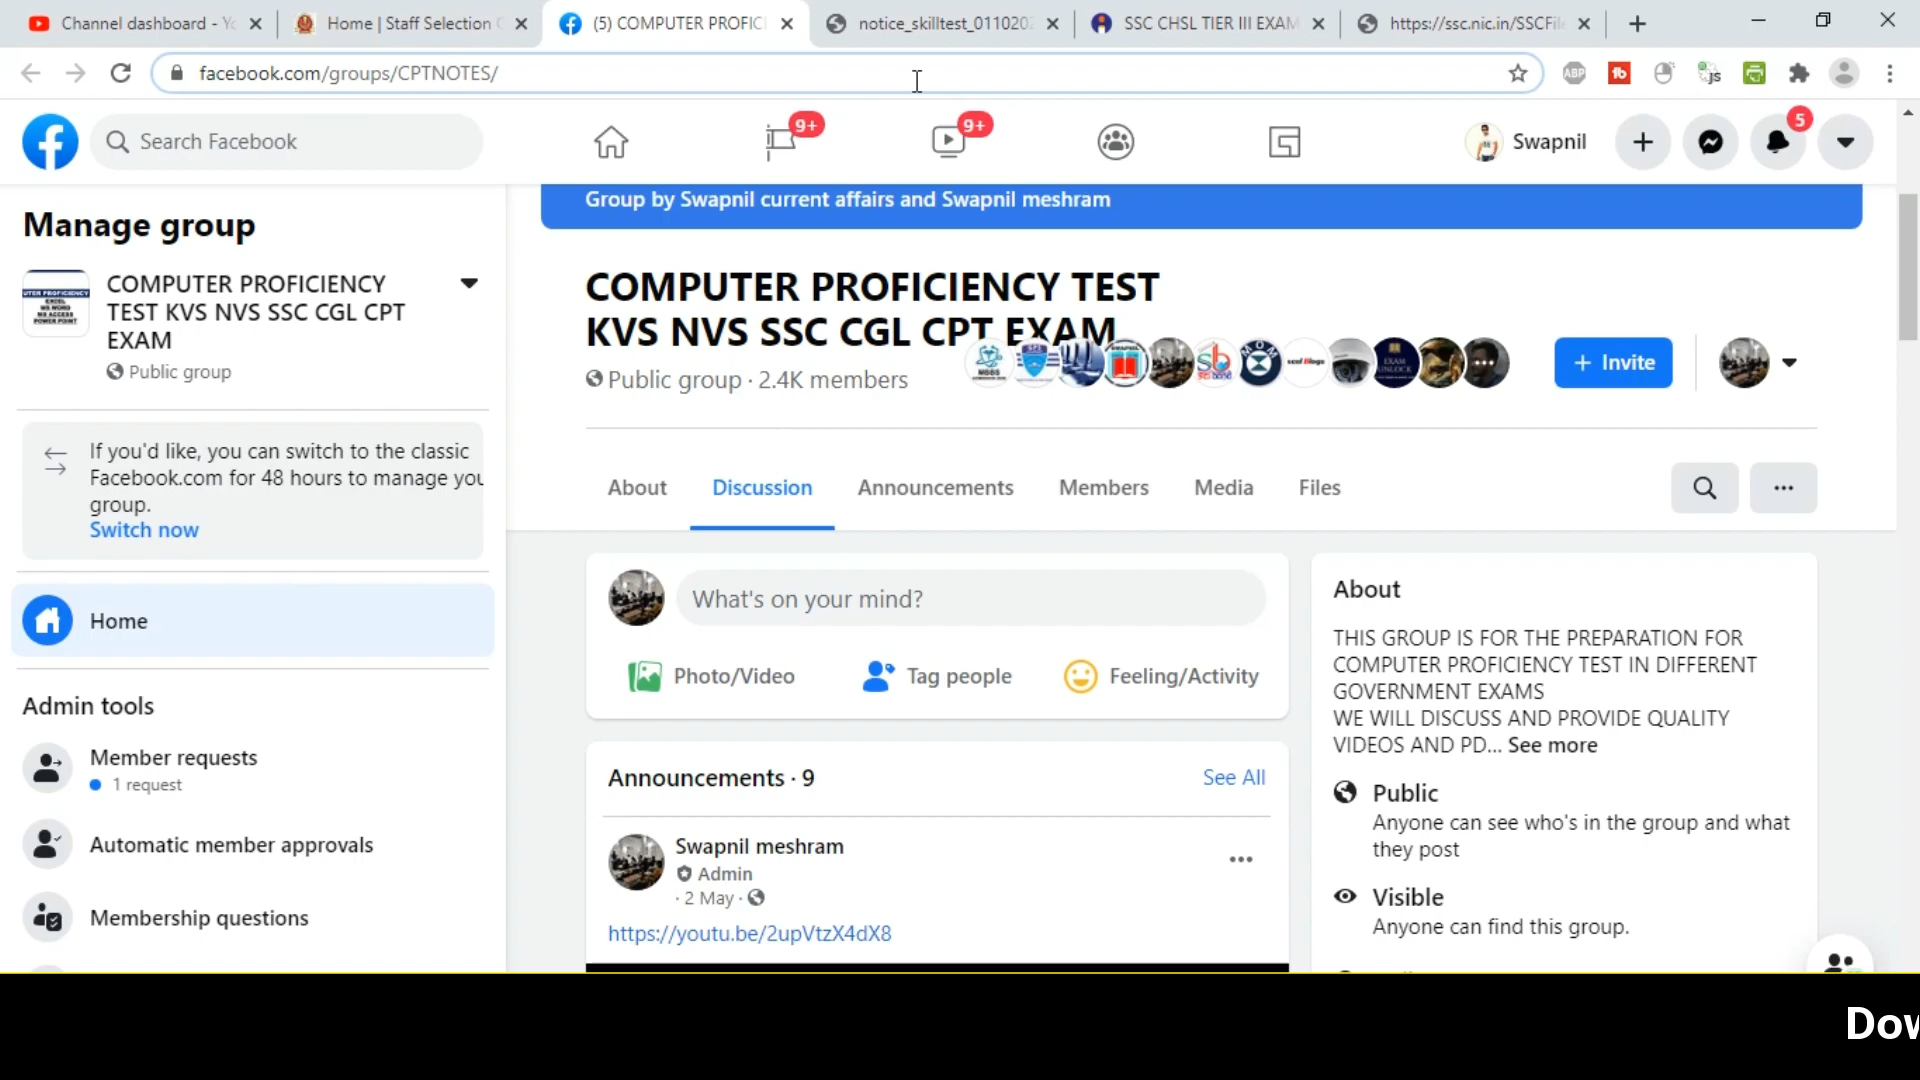 Channel dashboard - Yo
Home | Staff Selection C
(5) COMPUTER PROFIC
notice_skilltest_0110202
SSC CHSL TIER III EXAM
https://ssc.nic.in/SSCFil
facebook.com/groups/CPTNOTES/
ABP
js
Search Facebook
9+
9+
Swapnil
5
Manage group
COMPUTER PROFICIENCY
TEST KVS NVS SSC CGL CPT
EXAM
Public group
If you'd like, you can switch to the classic
Facebook.com for 48 hours to manage you
group.
Switch now
Home
Admin tools
Member requests
1 request
Automatic member approvals
Membership questions
Group by Swapnil current affairs and Swapnil meshram
COMPUTER PROFICIENCY TEST
KVS NVS SSC CGL CPT EXAM
Public group · 2.4K members
+ Invite
About
Discussion
Announcements
Members
Media
Files
What's on your mind?
Photo/Video
Tag people
Feeling/Activity
Announcements · 9
See All
Swapnil meshram
Admin
· 2 May ·
https://youtu.be/2upVtzX4dX8
About
THIS GROUP IS FOR THE PREPARATION FOR
COMPUTER PROFICIENCY TEST IN DIFFERENT
GOVERNMENT EXAMS
WE WILL DISCUSS AND PROVIDE QUALITY
VIDEOS AND PD... See more
Public
Anyone can see who's in the group and what
they post
Visible
Anyone can find this group.
Dow